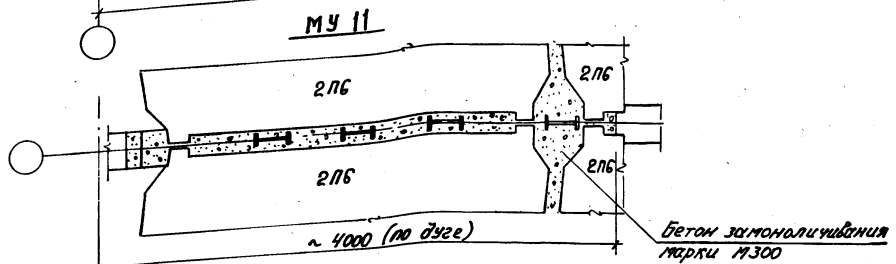 МУ 11
2П6
2П6
2П6
2П6
~ 4000 (по дуге)
Бетон замоноличивания
марки М300